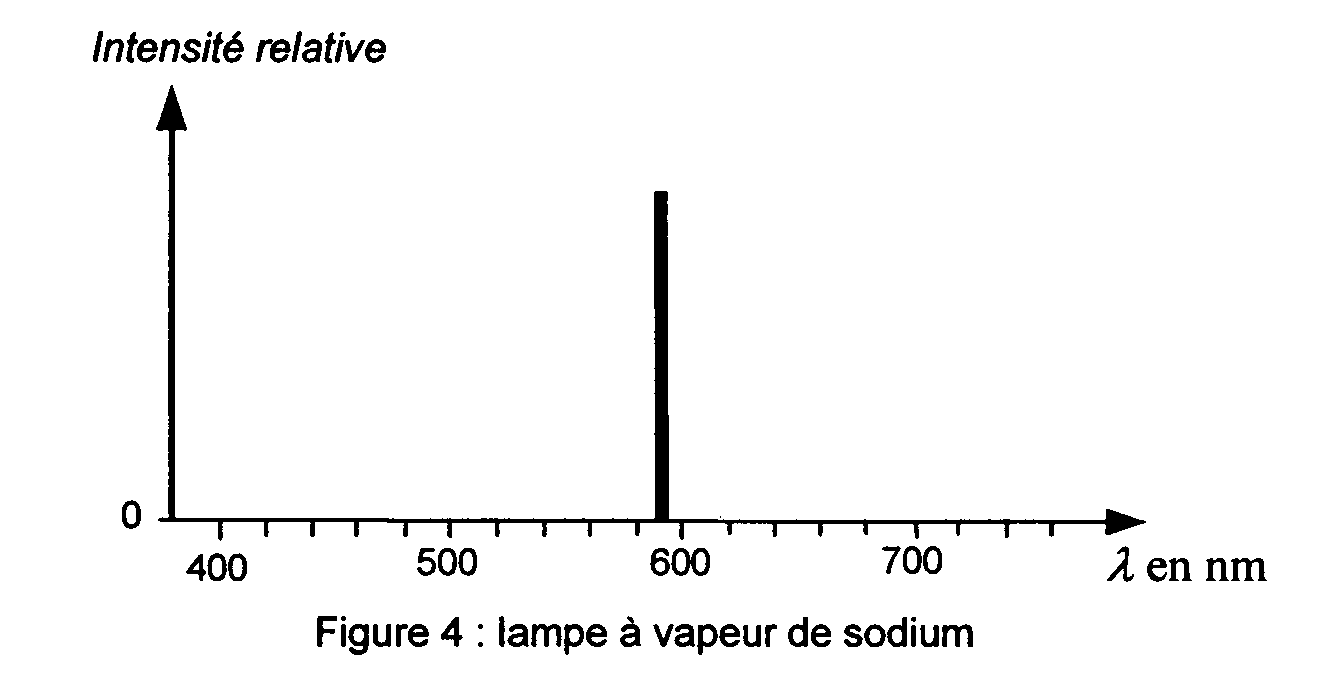 Intensité relative
0
400 500 600 700 λ en nm
Figure 4 : lampe à vapeur de sodium